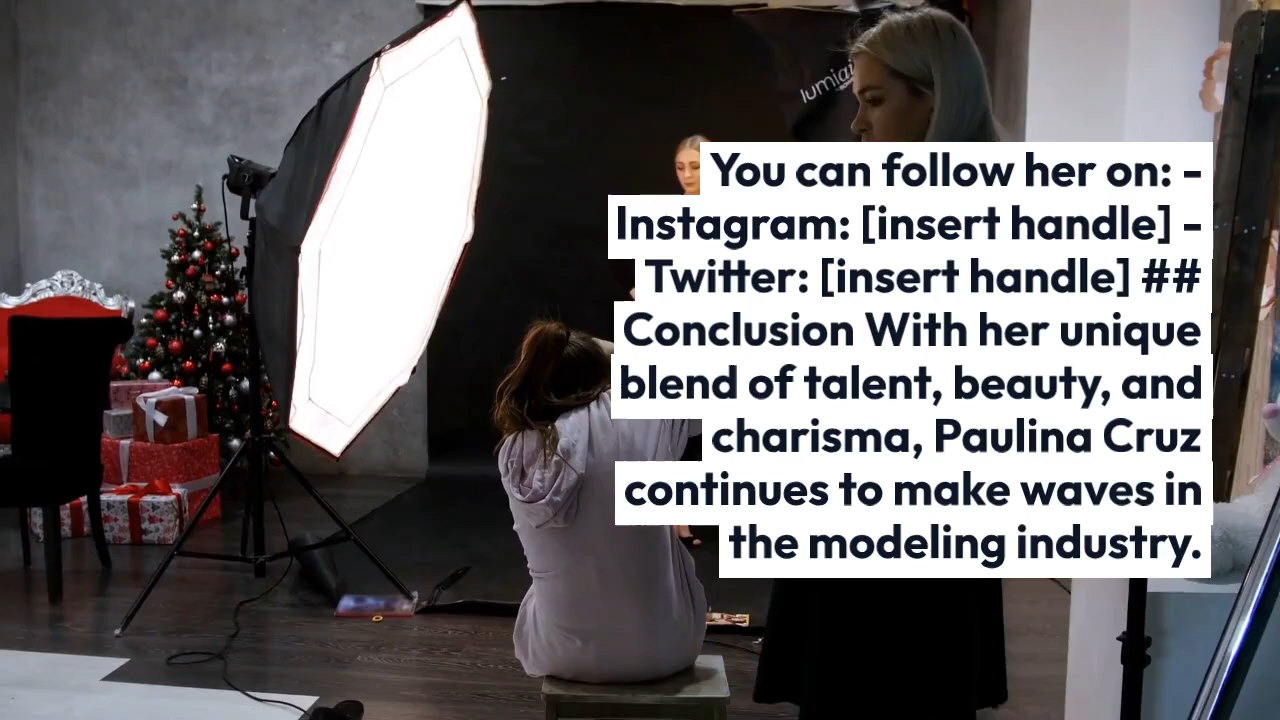 lumiai
You can follow her on: -
Instagram: [insert handle] -
Twitter: [insert handle] ##
Conclusion With her unique
blend of talent, beauty, and
charisma, Paulina Cruz
continues to make waves in
the modeling industry.